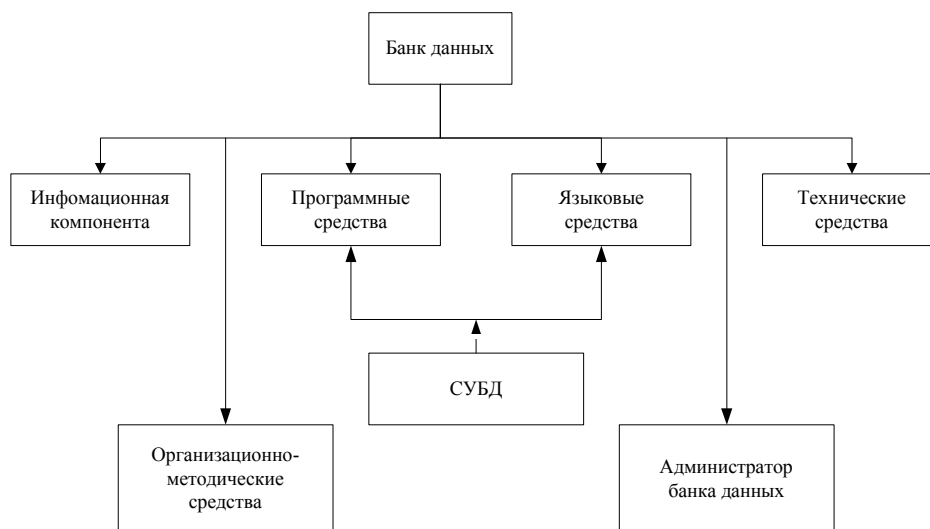 Банк данных
Инфомационная
компонента
Программные
средства
Языковые
средства
Технические
средства
СУБД
Организационно-
методические
средства
Администратор
банка данных